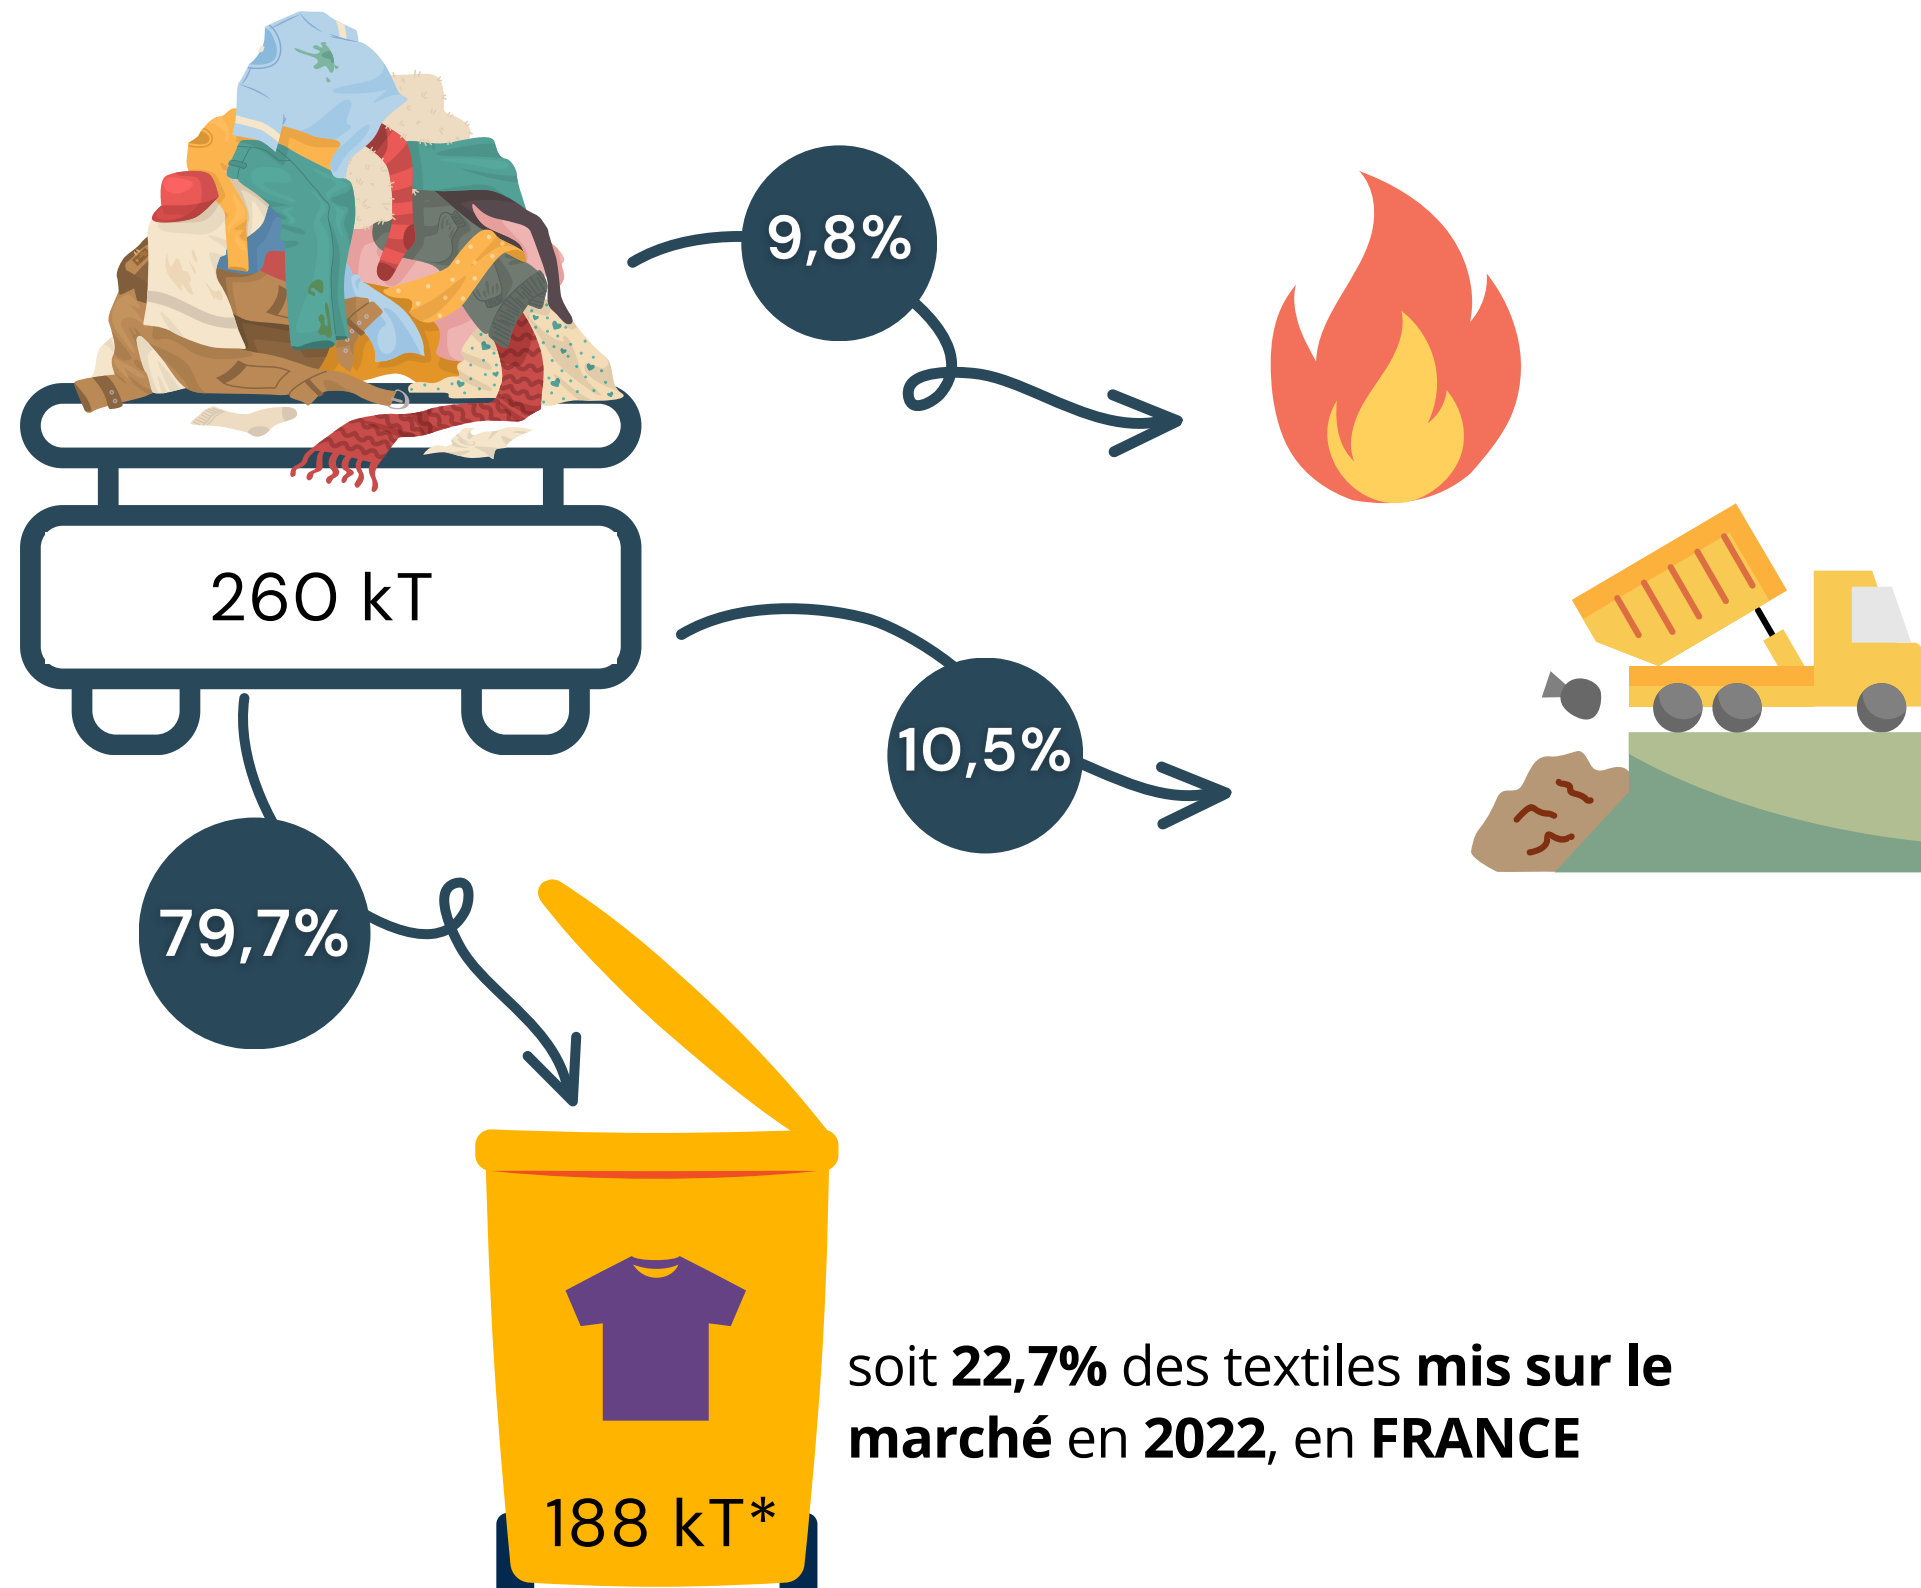 9,8%
260 kT
10,5%
79,7%
soit 22,7% des textiles mis sur le
marché en 2022, en FRANCE
188 kT*